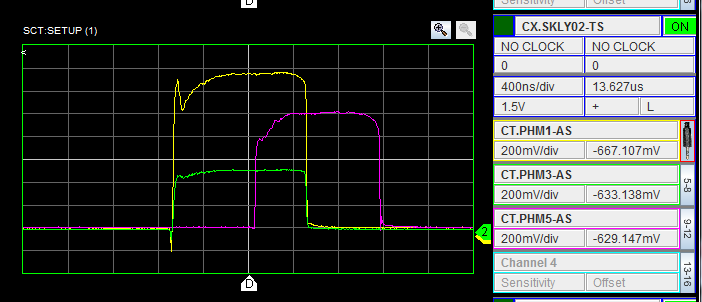 D
Sensitivity Offset
SCT:SETUP (1)
CX.SKLY02-TS ON
NO CLOCK NO CLOCK
0 0
400ns/div 13.627us
1.5V + L
CT.PHM1-AS
200mV/div -667.107mV
CT.PHM3-AS
200mV/div -633.138mV
5-8
CT.PHM5-AS
200mV/div -629.147mV
9-12
2
Channel 4
Sensitivity Offset
13-16
D